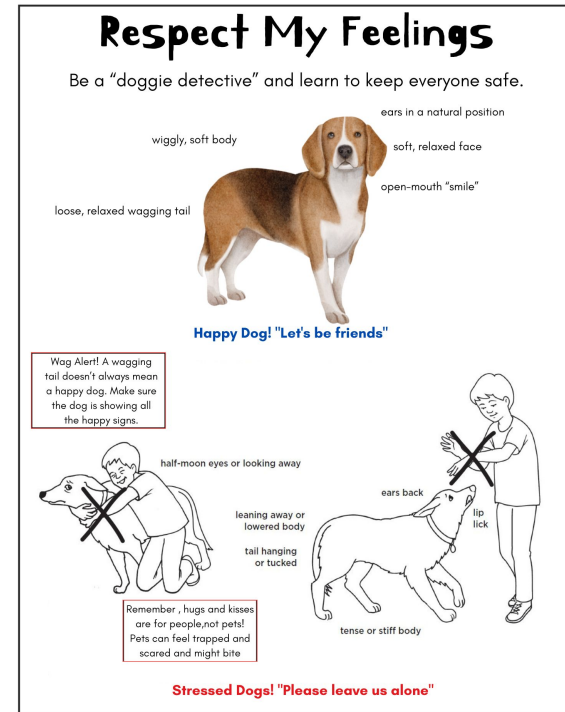 Respect My Feelings
Be a “doggie detective” and learn to keep everyone safe.
ears in a natural position
wiggly, soft body
soft, relaxed face
open-mouth “smile”
loose, relaxed wagging tail
Happy Dog! "Let's be friends"
Wag Alert! A wagging
tail doesn’t always mean
a happy dog. Make sure
the dog is showing all
the happy signs.
half-moon eyes or looking away
ears back
lip
lick
leaning away or
lowered body
tail hanging
or tucked
tense or stiff body
Remember , hugs and kisses
are for people,not pets!
Pets can feel trapped and
scared and might bite
Stressed Dogs! "Please leave us alone"